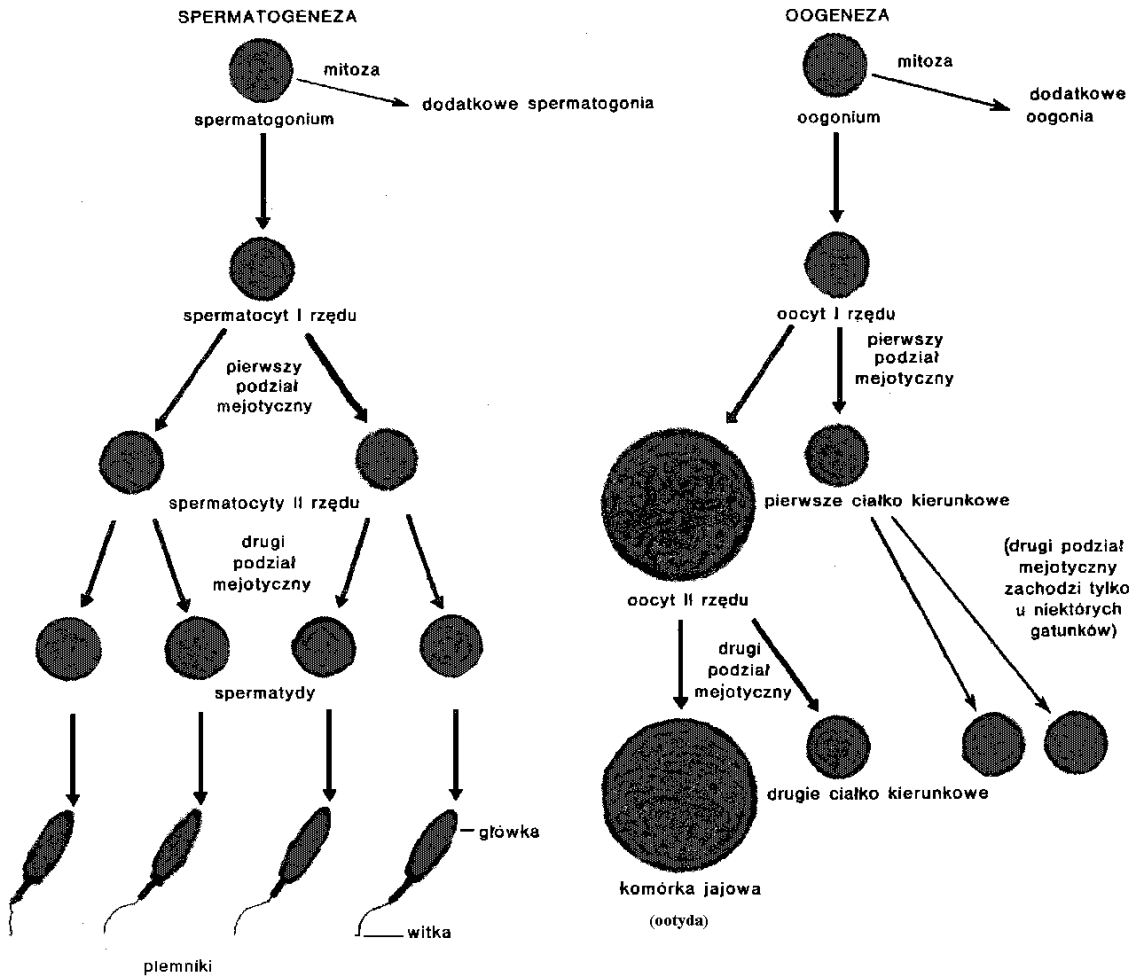 SPERMATOGENEZA
mitoza
dodatkowe spermatogonia
spermatogonium
spermatocyt I rzędu
pierwszy
podział
mejotyczny
spermatocyty II rzędu
drugi
podział
mejotyczny
spermatydy
główka
witka
plemniki
OOGENEZA
mitoza
dodatkowe
oogonia
oogonium
oocyt I rzędu
pierwszy
podział
mejotyczny
pierwsze ciałko kierunkowe
(drugi podział
mejotyczny
zachodzi tylko
u niektórych
gatunków)
oocyt II rzędu
drugi
podział
mejotyczny
drugie ciałko kierunkowe
komórka jajowa
(ootyda)